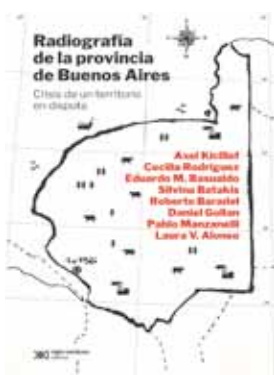 Radiografía
de la provincia
de Buenos Aires
Crisis de un territorio
en disputa
Axel Kicillof
Cecilia Rodriguez
Eduardo M. Basualdo
Silvina Batakis
Roberto Baradel
Daniel Gollan
Pablo Manzanelli
Laura V. Alonso